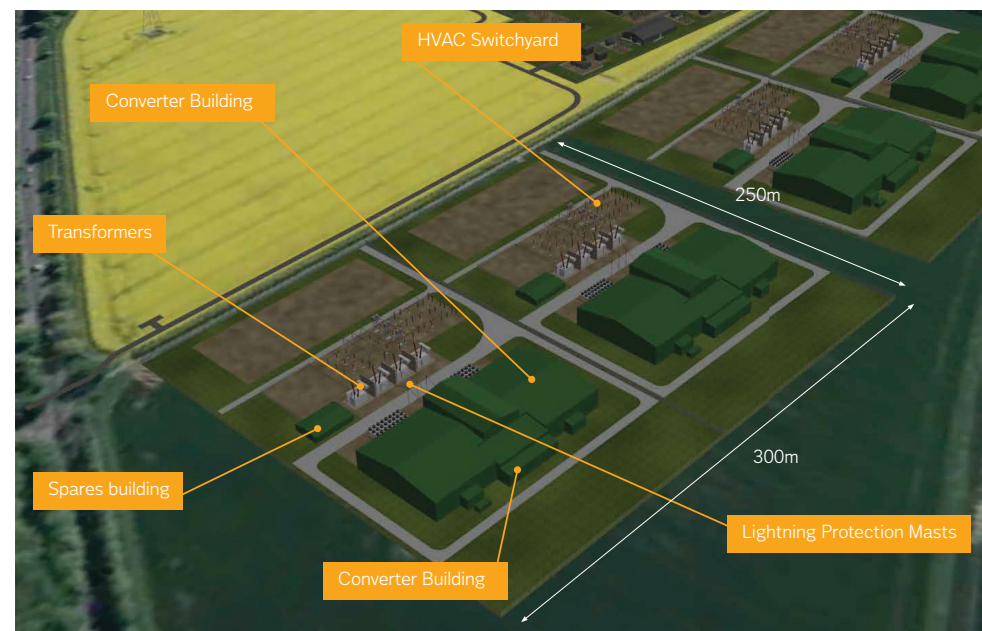 HVAC Switchyard
Converter Building
250m
Transformers
300m
Spares building
Lightning Protection Masts
Converter Building